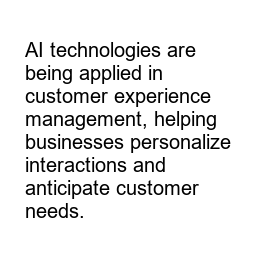 AI technologies are
being applied in
customer experience
management, helping
businesses personalize
interactions and
anticipate customer
needs.